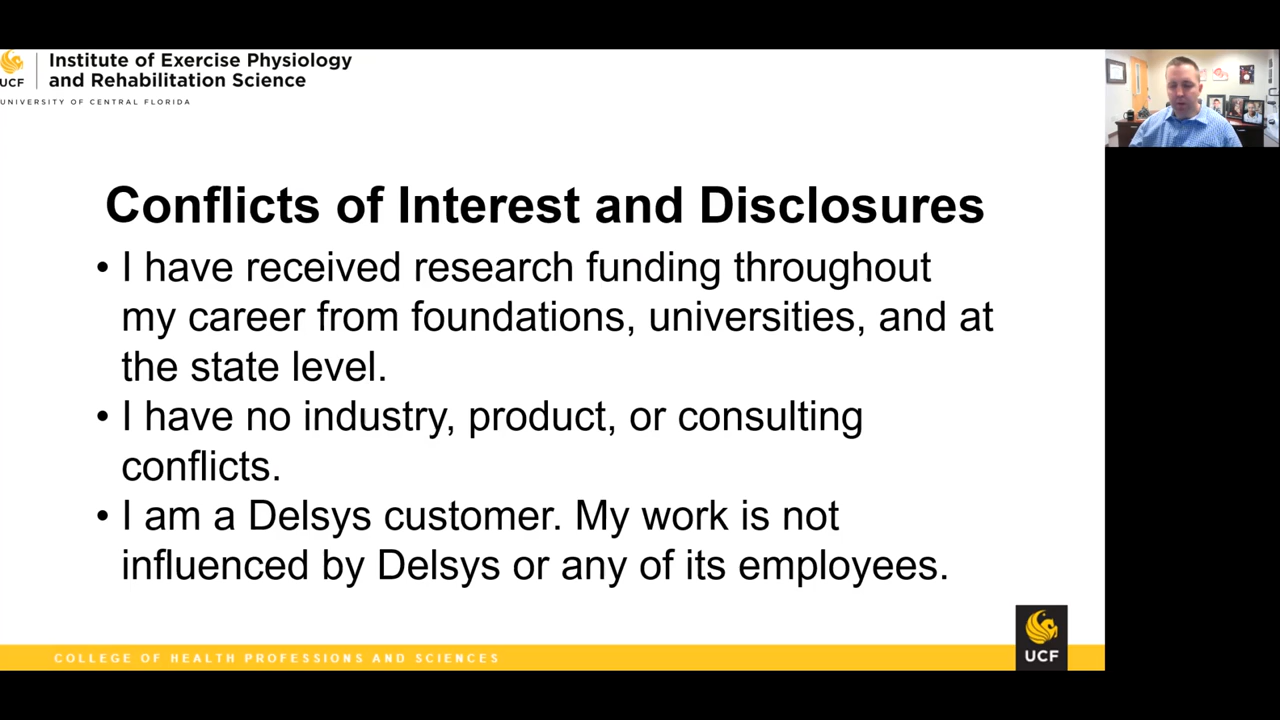 Institute of Exercise Physiology
and Rehabilitation Science
UCF
UNIVERSITY OF CENTRAL FLORIDA
Conflicts of Interest and Disclosures
• I have received research funding throughout
my career from foundations, universities, and at
the state level.
• I have no industry, product, or consulting
conflicts.
• I am a Delsys customer. My work is not
influenced by Delsys or any of its employees.
COLLEGE OF HEALTH PROFESSIONS AND SCIENCES
UCF